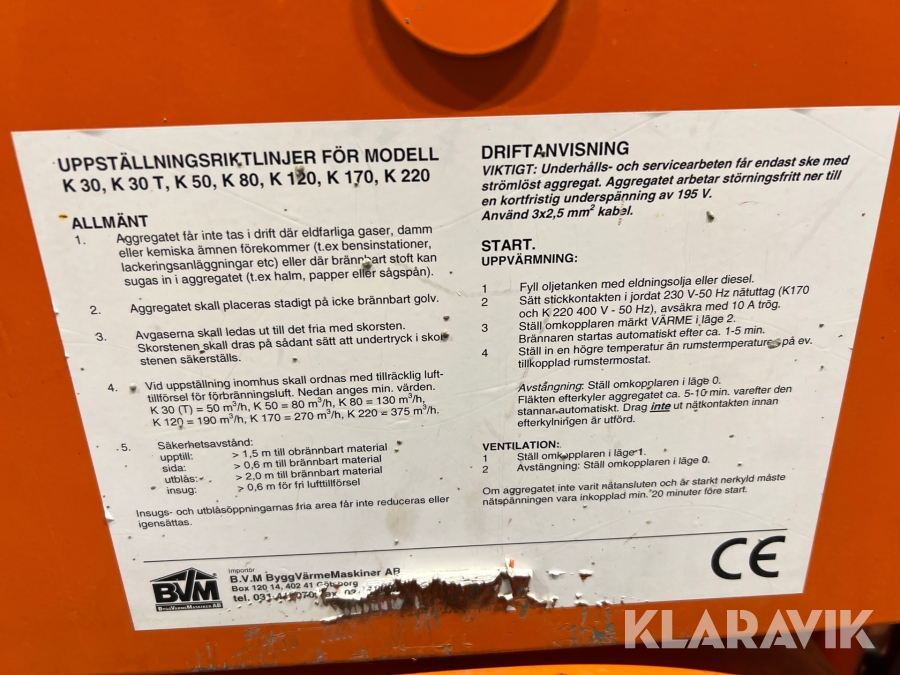 UPPSTÄLLNINGSRIKTLINJER FÖR MODELL
K 30, K 30 T, K 50, K 80, K 120, K 170, K 220
ALLMÄNT
1. Aggregatet får inte tas i drift där eldfarliga gaser, damm
eller kemiska ämnen förekommer (t.ex bensinstationer,
lackeringsanläggningar etc) eller där brännbart stoft kan
sugas in i aggregatet (t.ex halm, papper eller sågspån).
2. Aggregatet skall placeras stadigt på icke brännbart golv.
3. Avgaserna skall ledas ut till det fria med skorsten.
Skorstenen skall dras på sådant sätt att undertryck i skor-
stenen säkerställs.
4. Vid uppställning inomhus skall ordnas med tillräcklig luft-
tillförsel för förbränningsluft. Nedan anges min. värden.
K 30 (T) = 50 m³/h, K 50 = 80 m³/h, K 80 = 130 m³/h,
K 120 = 190 m³/h, K 170 = 270 m³/h, K 220 = 375 m³/h.
5. Säkerhetsavstånd:
upptill: > 1,5 m till obrännbart material
sida: > 0,6 m till brännbart material
utblås: > 2,0 m till brännbart material
insug: > 0,6 m för fri lufttillförsel
Insugs- och utblåsöppningarnas fria area får inte reduceras eller
igensättas.
BVM
BYGGVÄRMEMASKINER AB
Importör
B.V.M ByggVärmeMaskiner AB
Box 120 14, 402 41 Göteborg
tel. 031
DRIFTANVISNING
VIKTIGT: Underhålls- och servicearbeten får endast ske med
strömlöst aggregat. Aggregatet arbetar störningsfritt ner till
en kortfristig underspänning av 195 V.
Använd 3x2,5 mm² kabel.
START.
UPPVÄRMNING:
1 Fyll oljetanken med eldningsolja eller diesel.
2 Sätt stickkontakten i jordat 230 V-50 Hz nätuttag (K170
och K 220 400 V - 50 Hz), avsäkra med 10 A trög.
3 Ställ omkopplaren märkt VÄRME i läge 2.
Brännaren startas automatiskt efter ca. 1-5 min.
4 Ställ in en högre temperatur än rumstemperaturen på ev.
tillkopplad rumstermostat.
Avstängning: Ställ omkopplaren i läge 0.
Fläkten efterkyler aggregatet ca. 5-10 min. varefter den
stannar automatiskt. Drag inte ut nätkontakten innan
efterkylningen är utförd.
VENTILATION:
1 Ställ omkopplaren i läge 1.
2 Avstängning: Ställ omkopplaren i läge 0.
Om aggregatet inte varit nätansluten och är starkt nerkyld måste
nätspänningen vara inkopplad min. 20 minuter före start.
CE
KLARAVIK